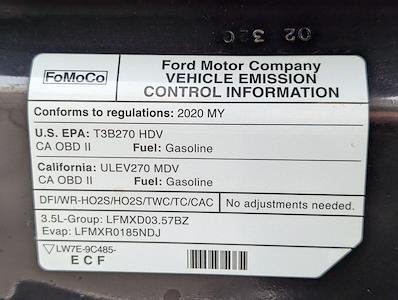 02 320
FoMoCo
Ford Motor Company
VEHICLE EMISSION
CONTROL INFORMATION
Conforms to regulations: 2020 MY
U.S. EPA: T3B270 HDV
CA OBD II Fuel: Gasoline
California: ULEV270 MDV
CA OBD II Fuel: Gasoline
DFI/WR-HO2S/HO2S/TWC/TC/CAC No adjustments needed.
3.5L-Group: LFMXD03.57BZ
Evap: LFMXR0185NDJ
LW7E-9C485-
ECF